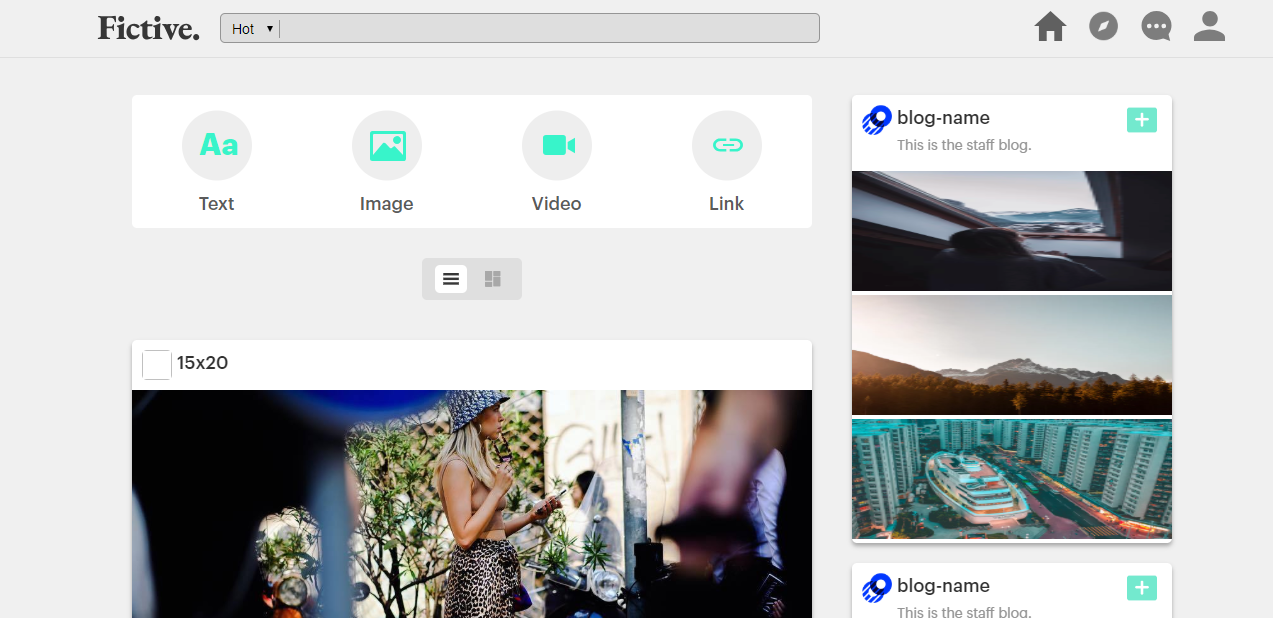 Fictive.
Hot
Aa
Text
Image
Video
Link
15x20
blog-name
This is the staff blog.
blog-name
This is the staff blog.